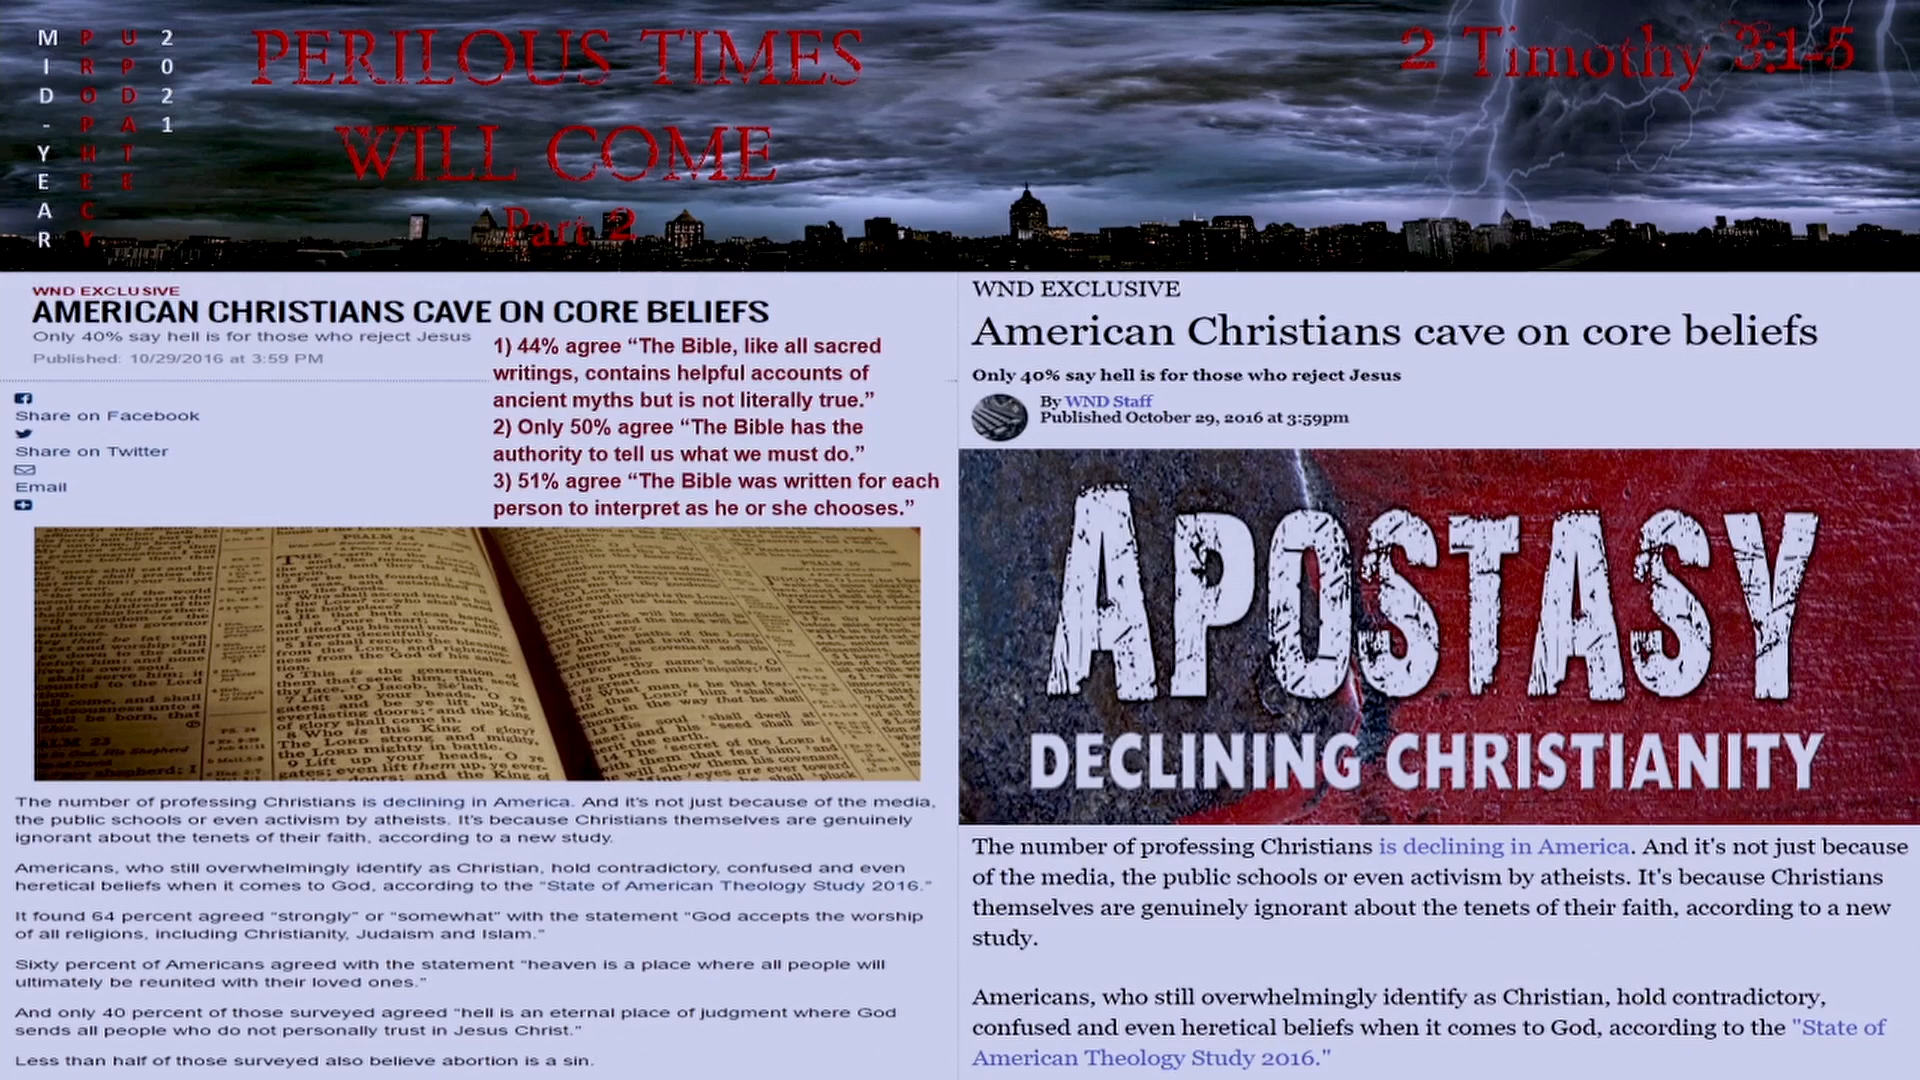 MID-YEAR
PROPHECY
UPDATE
2021
PERILOUS TIMES
WILL COME
Part 2
2 Timothy 3:1-5
WND EXCLUSIVE
AMERICAN CHRISTIANS CAVE ON CORE BELIEFS
Only 40% say hell is for those who reject Jesus
Published: 10/29/2016 at 3:59 PM
1) 44% agree “The Bible, like all sacred
writings, contains helpful accounts of
ancient myths but is not literally true.”
2) Only 50% agree “The Bible has the
authority to tell us what we must do.”
3) 51% agree “The Bible was written for each
person to interpret as he or she chooses.”
Share on Facebook
Share on Twitter
Email
PSALM 24
The number of professing Christians is declining in America. And it's not just because of the media,
the public schools or even activism by atheists. It's because Christians themselves are genuinely
ignorant about the tenets of their faith, according to a new study.
Americans, who still overwhelmingly identify as Christian, hold contradictory, confused and even
heretical beliefs when it comes to God, according to the “State of American Theology Study 2016.”
It found 64 percent agreed “strongly” or “somewhat” with the statement “God accepts the worship
of all religions, including Christianity, Judaism and Islam.”
Sixty percent of Americans agreed with the statement “heaven is a place where all people will
ultimately be reunited with their loved ones.”
And only 40 percent of those surveyed agreed “hell is an eternal place of judgment where God
sends all people who do not personally trust in Jesus Christ.”
Less than half of those surveyed also believe abortion is a sin.
WND EXCLUSIVE
American Christians cave on core beliefs
Only 40% say hell is for those who reject Jesus
By WND Staff
Published October 29, 2016 at 3:59pm
APOSTASY
DECLINING CHRISTIANITY
The number of professing Christians is declining in America. And it's not just because
of the media, the public schools or even activism by atheists. It's because Christians
themselves are genuinely ignorant about the tenets of their faith, according to a new
study.
Americans, who still overwhelmingly identify as Christian, hold contradictory,
confused and even heretical beliefs when it comes to God, according to the "State of
American Theology Study 2016."